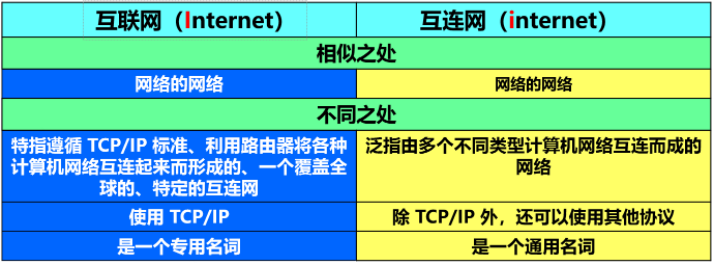 互联网（Internet）
互连网（internet）
相似之处
网络的网络
网络的网络
不同之处
特指遵循 TCP/IP 标准、利用路由器将各种
计算机网络互连起来而形成的、一个覆盖全
球的、特定的互连网
泛指由多个不同类型计算机网络互连而成的
网络
使用 TCP/IP
除 TCP/IP 外，还可以使用其他协议
是一个专用名词
是一个通用名词